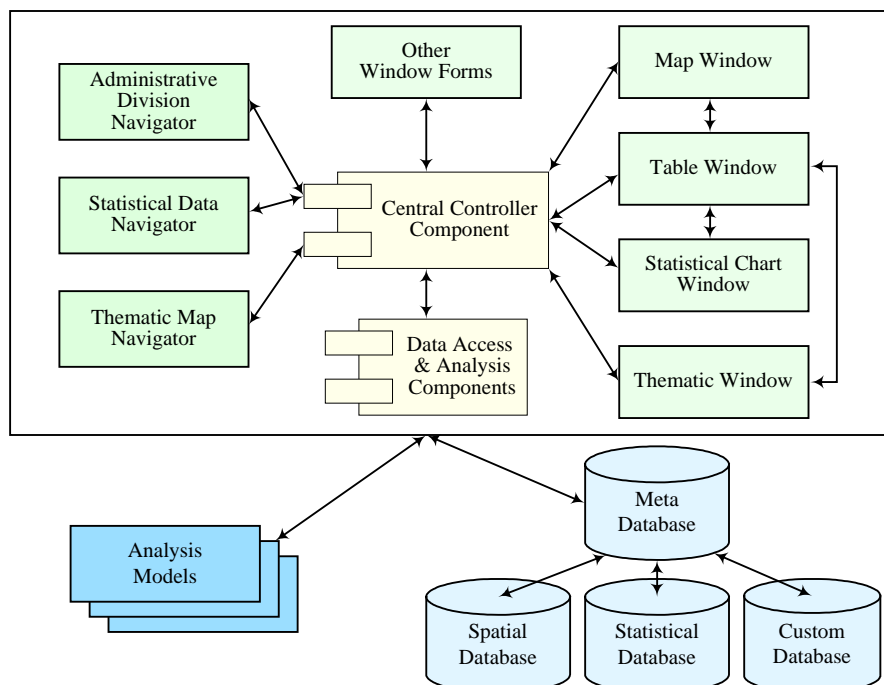 Other
Window Forms
Map Window
Administrative
Division
Navigator
Table Window
Statistical Data
Navigator
Central Controller
Component
Statistical Chart
Window
Thematic Map
Navigator
Data Access
& Analysis
Components
Thematic Window
Meta
Database
Analysis
Models
Spatial
Database
Statistical
Database
Custom
Database